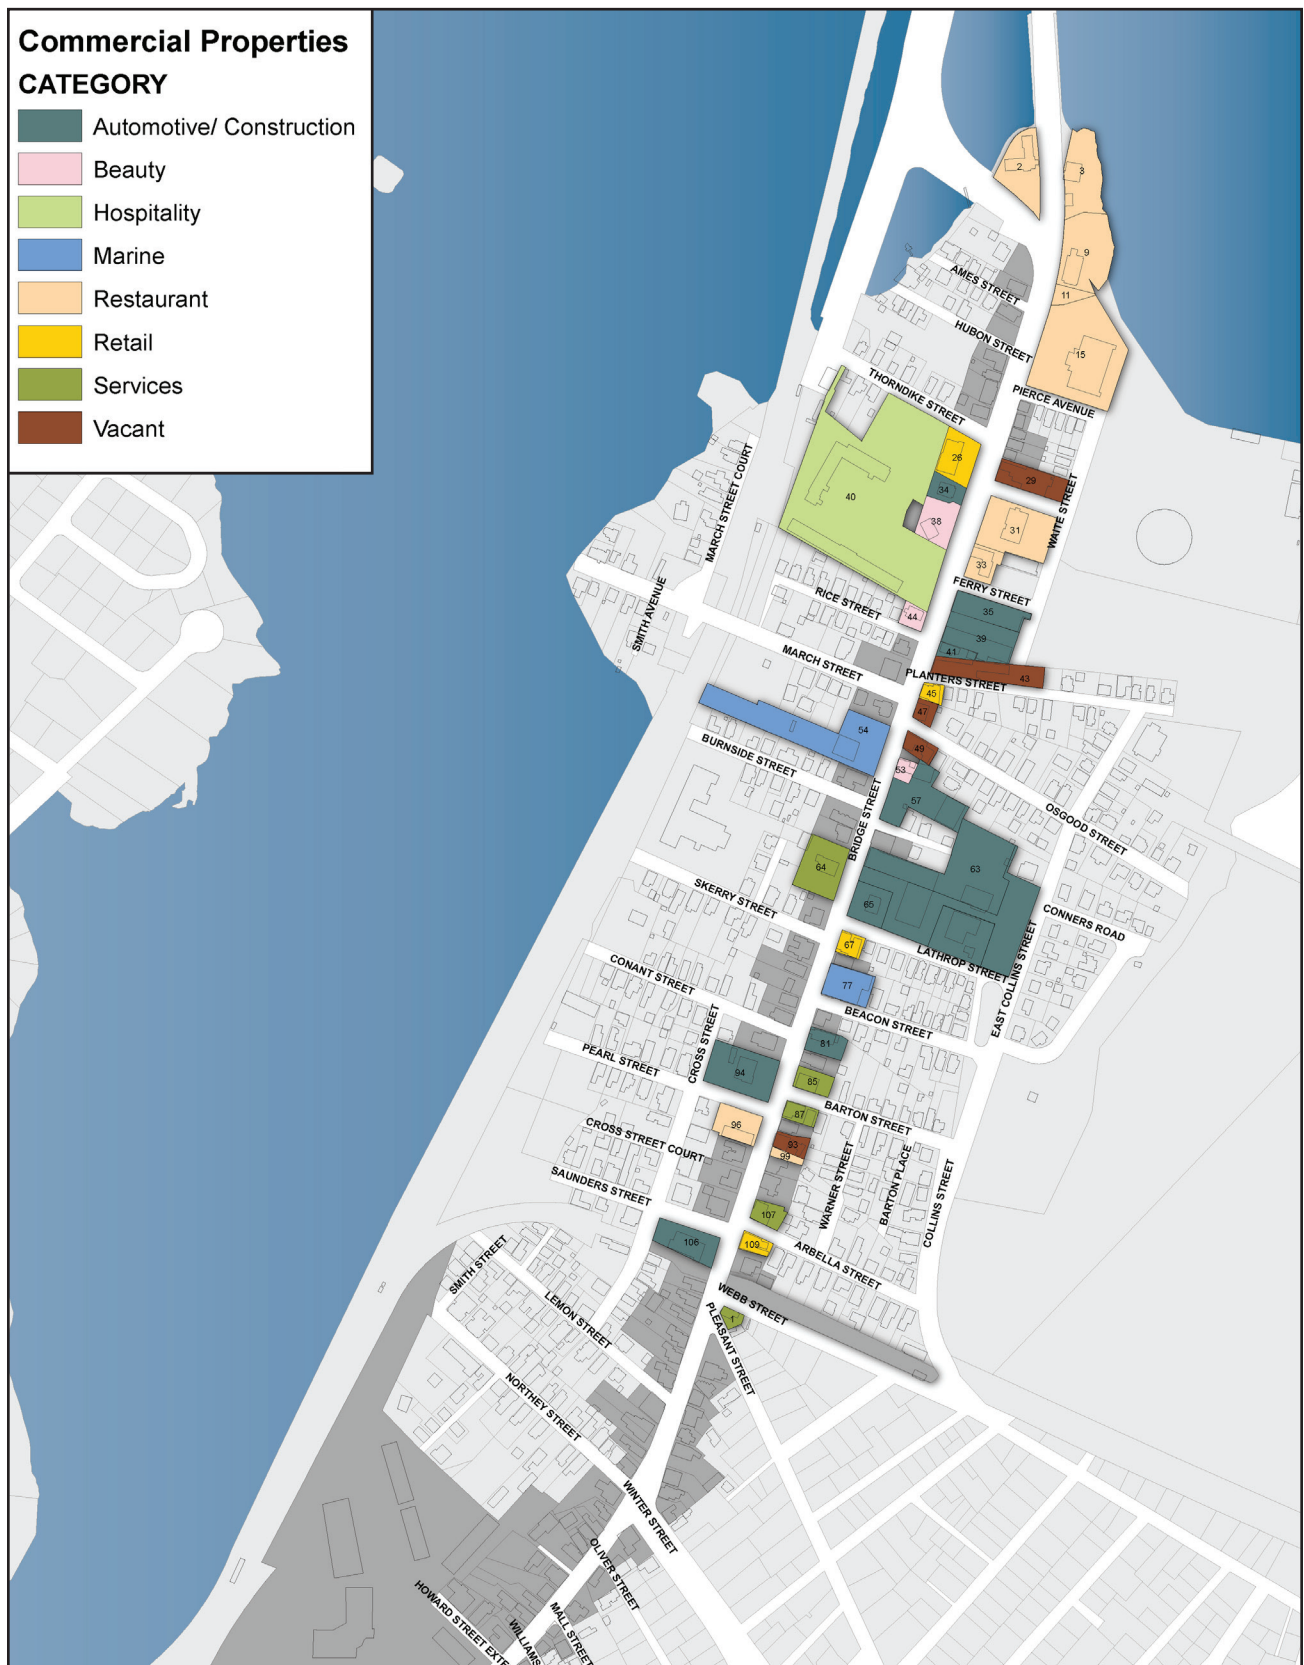 Commercial Properties
CATEGORY
Automotive/ Construction
Beauty
Hospitality
Marine
Restaurant
Retail
Services
Vacant
2
3
9
11
15
AMES STREET
HUBON STREET
THORNDIKE STREET
PIERCE AVENUE
26
29
34
40
38
31
33
WAITE STREET
MARCH STREET COURT
FERRY STREET
RICE STREET
44
35
39
41
43
SMITH AVENUE
MARCH STREET
PLANTERS STREET
45
47
54
49
53
57
BURNSIDE STREET
BRIDGE STREET
OSGOOD STREET
64
63
65
SKERRY STREET
CONNERS ROAD
67
LATHROP STREET
EAST COLLINS STREET
CONANT STREET
77
BEACON STREET
81
CROSS STREET
PEARL STREET
94
85
87
BARTON STREET
96
93
99
CROSS STREET COURT
WARNER STREET
BARTON PLACE
COLLINS STREET
SAUNDERS STREET
107
106
109
ARBELLA STREET
SMITH STREET
WEBB STREET
1
LEMON STREET
PLEASANT STREET
NORTHEY STREET
WINTER STREET
OLIVER STREET
HOWARD STREET EXTE
WILLIAMS
MALL STREET